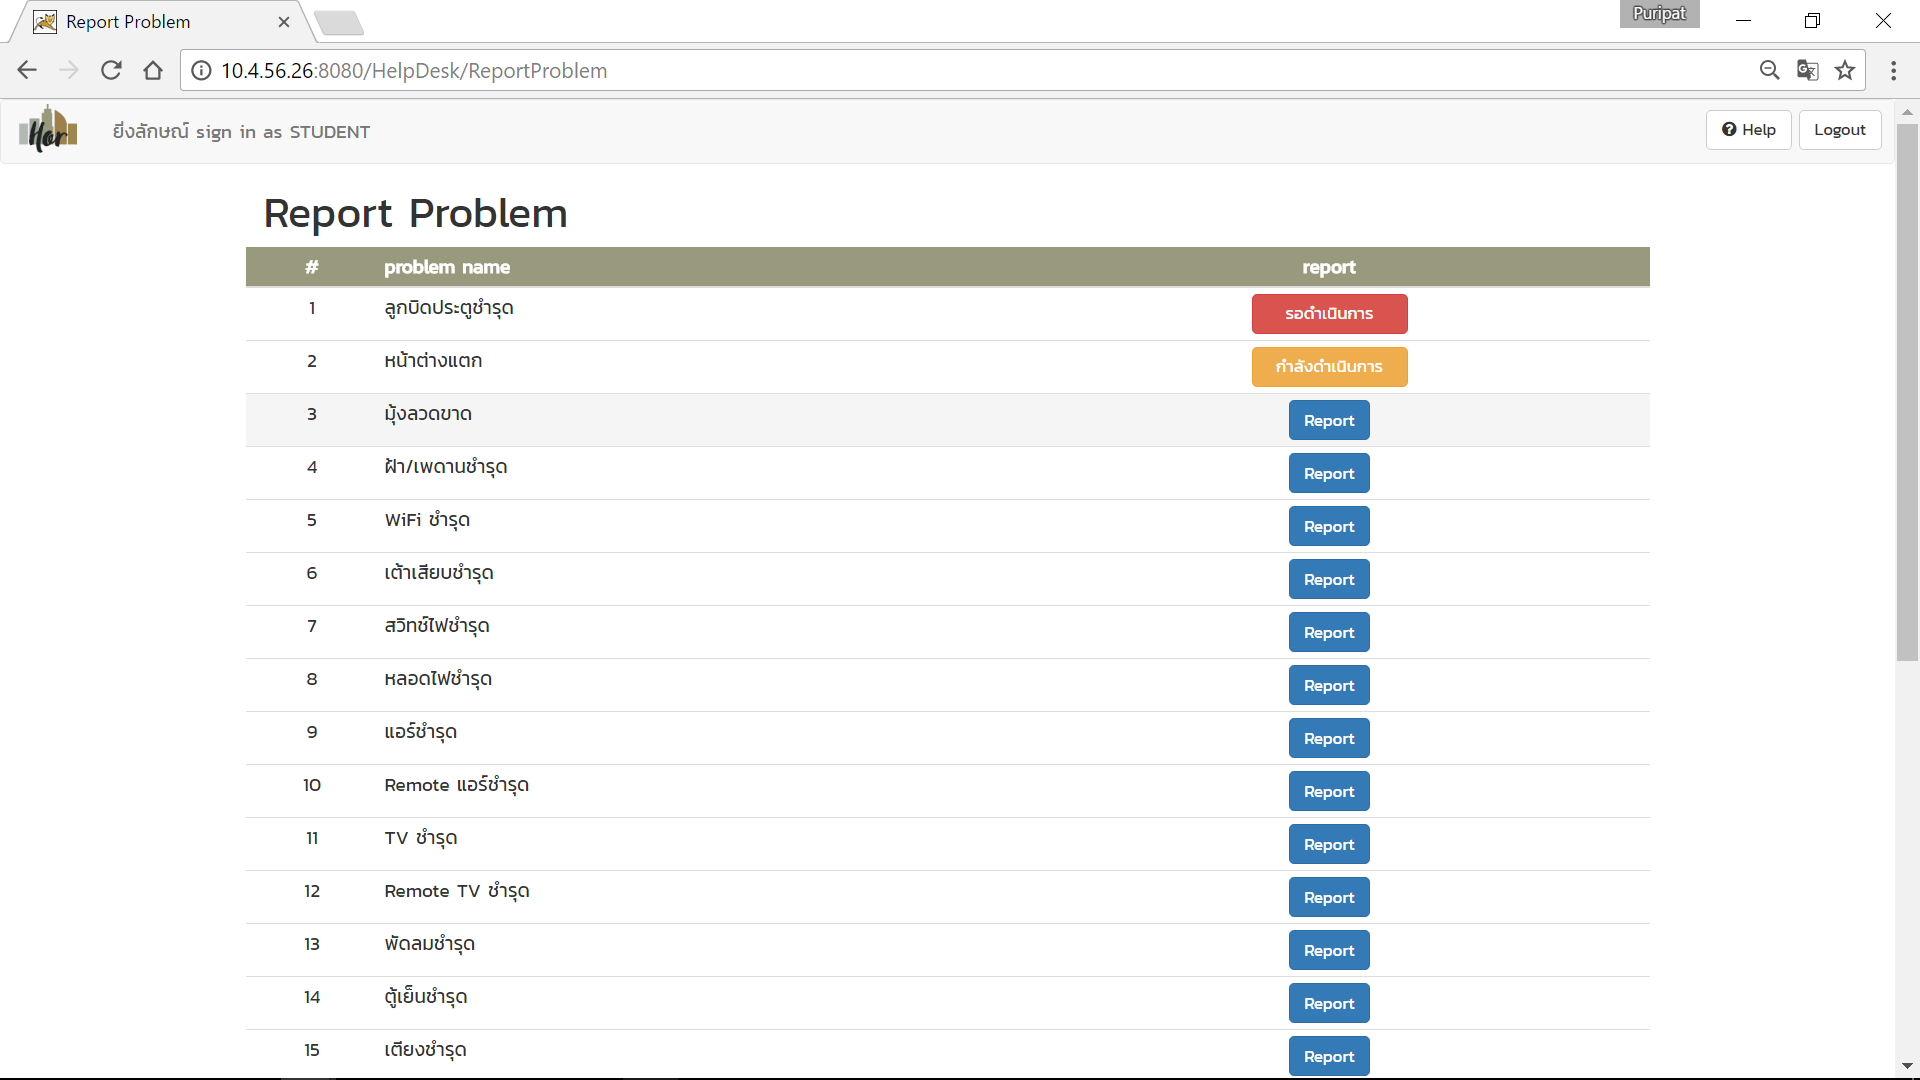 Report Problem
Puripat
10.4.56.26:8080/HelpDesk/ReportProblem
Hor
ยิ่งลักษณ์ sign in as STUDENT
Help
Logout
Report Problem
# problem name report
1 ลูกบิดประตูชำรุด รอดำเนินการ
2 หน้าต่างแตก กำลังดำเนินการ
3 มุ้งลวดขาด Report
4 ฝ้า/เพดานชำรุด Report
5 WiFi ชำรุด Report
6 เต้าเสียบชำรุด Report
7 สวิทช์ไฟชำรุด Report
8 หลอดไฟชำรุด Report
9 แอร์ชำรุด Report
10 Remote แอร์ชำรุด Report
11 TV ชำรุด Report
12 Remote TV ชำรุด Report
13 พัดลมชำรุด Report
14 ตู้เย็นชำรุด Report
15 เตียงชำรุด Report